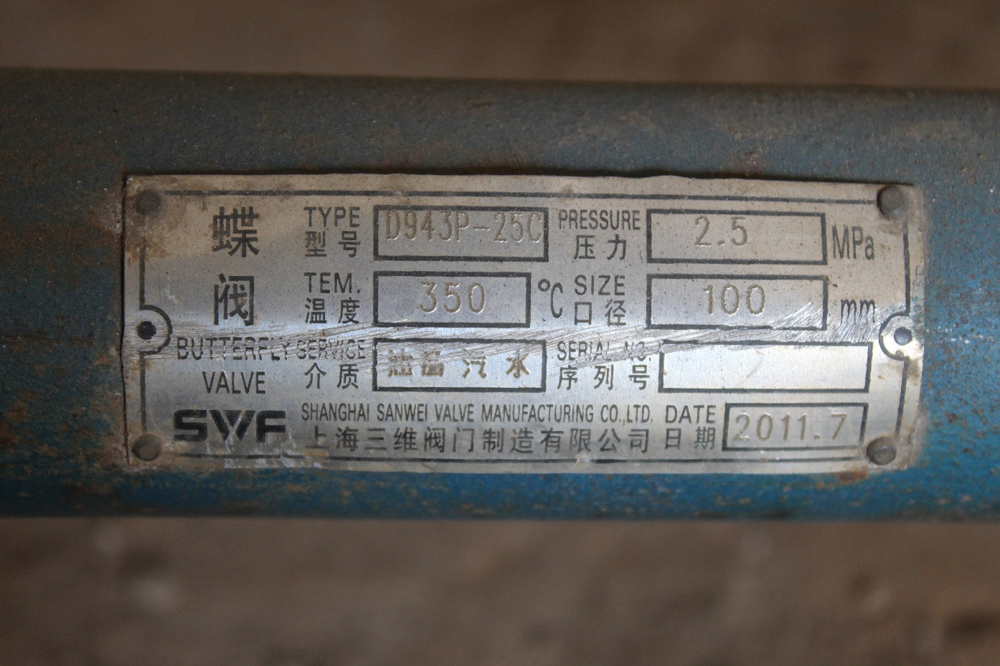 蝶 TYPE D943P-25C PRESSURE 2.5 MPa
型号 压力
阀 TEM. 350 °C SIZE 100 mm
温度 口径
BUTTERFLY SERVICE 油品 汽 水 SERIAL NO.
VALVE 介质 序列号
SWF SHANGHAI SANWEI VALVE MANUFACTURING CO.,LTD. DATE 2011.7
上海三维阀门制造有限公司 日期